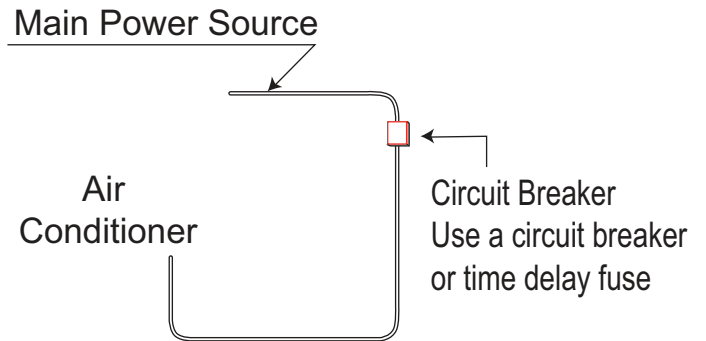 Main Power Source
Air
Conditioner
Circuit Breaker
Use a circuit breaker
or time delay fuse